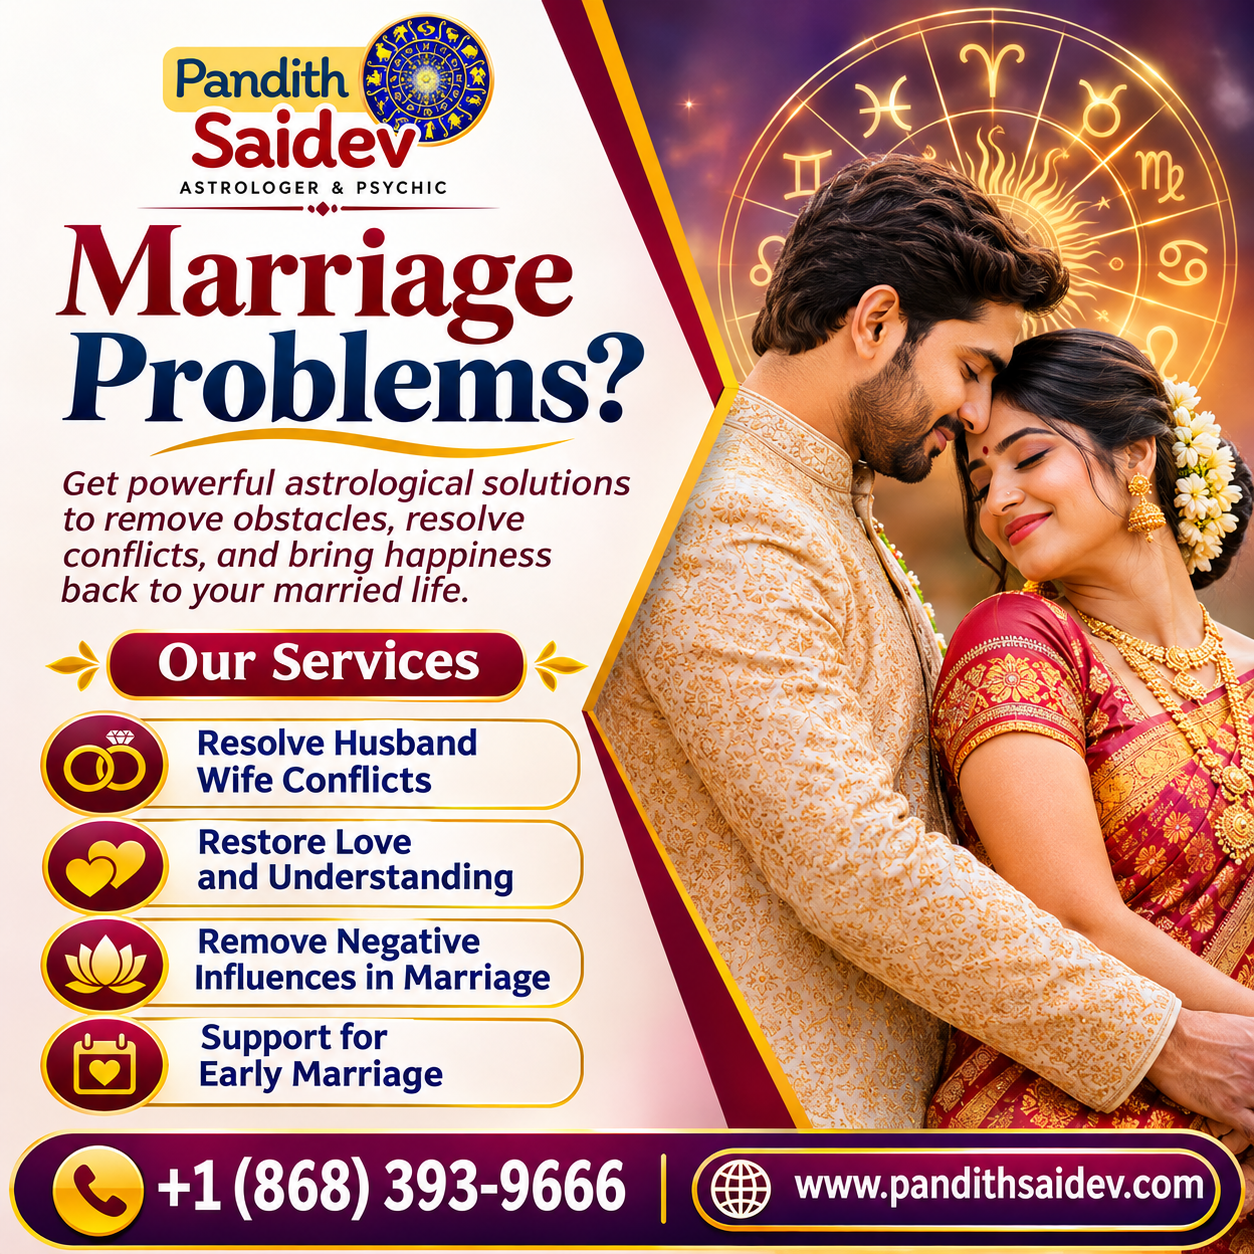 Pandith
Saidev
ASTROLOGER & PSYCHIC
Marriage
Problems?
Get powerful astrological solutions
to remove obstacles, resolve
conflicts, and bring happiness
back to your married life.
Our Services
Resolve Husband
Wife Conflicts
Restore Love
and Understanding
Remove Negative
Influences in Marriage
Support for
Early Marriage
+1 (868) 393-9666
www.pandithsaidev.com